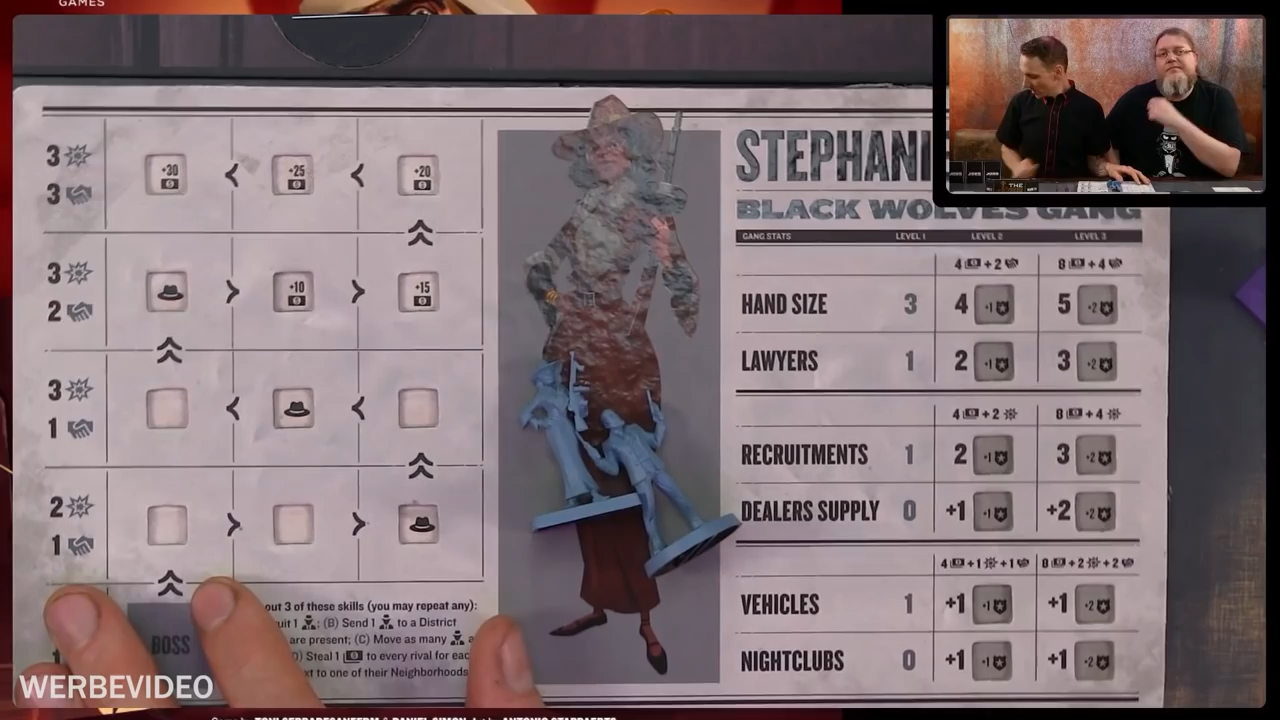 GAMES
3
3
+30
+25
+20
3
2
+10
+15
3
1
2
1
BOSS
out 3 of these skills (you may repeat any):
uit 1 ; (B) Send 1 to a District
are present; (C) Move as many
) Steal 1 to every rival for each
xt to one of their Neighborhoods
STEPHANI
BLACK WOLVES GANG
GANG STATS LEVEL 1 LEVEL 2 LEVEL 3
4 +2 8 +4
HAND SIZE 3 4 +1 5 +2
LAWYERS 1 2 +1 3 +2
4 +2 8 +4
RECRUITMENTS 1 2 +1 3 +2
DEALERS SUPPLY 0 +1 +1 +2 +2
4 +1 +1 8 +2 +2
VEHICLES 1 +1 +1 +1 +2
NIGHTCLUBS 0 +1 +1 +1 +2
THE
WERBEVIDEO
TONI SERRADESANFERM & DANIEL SIMON